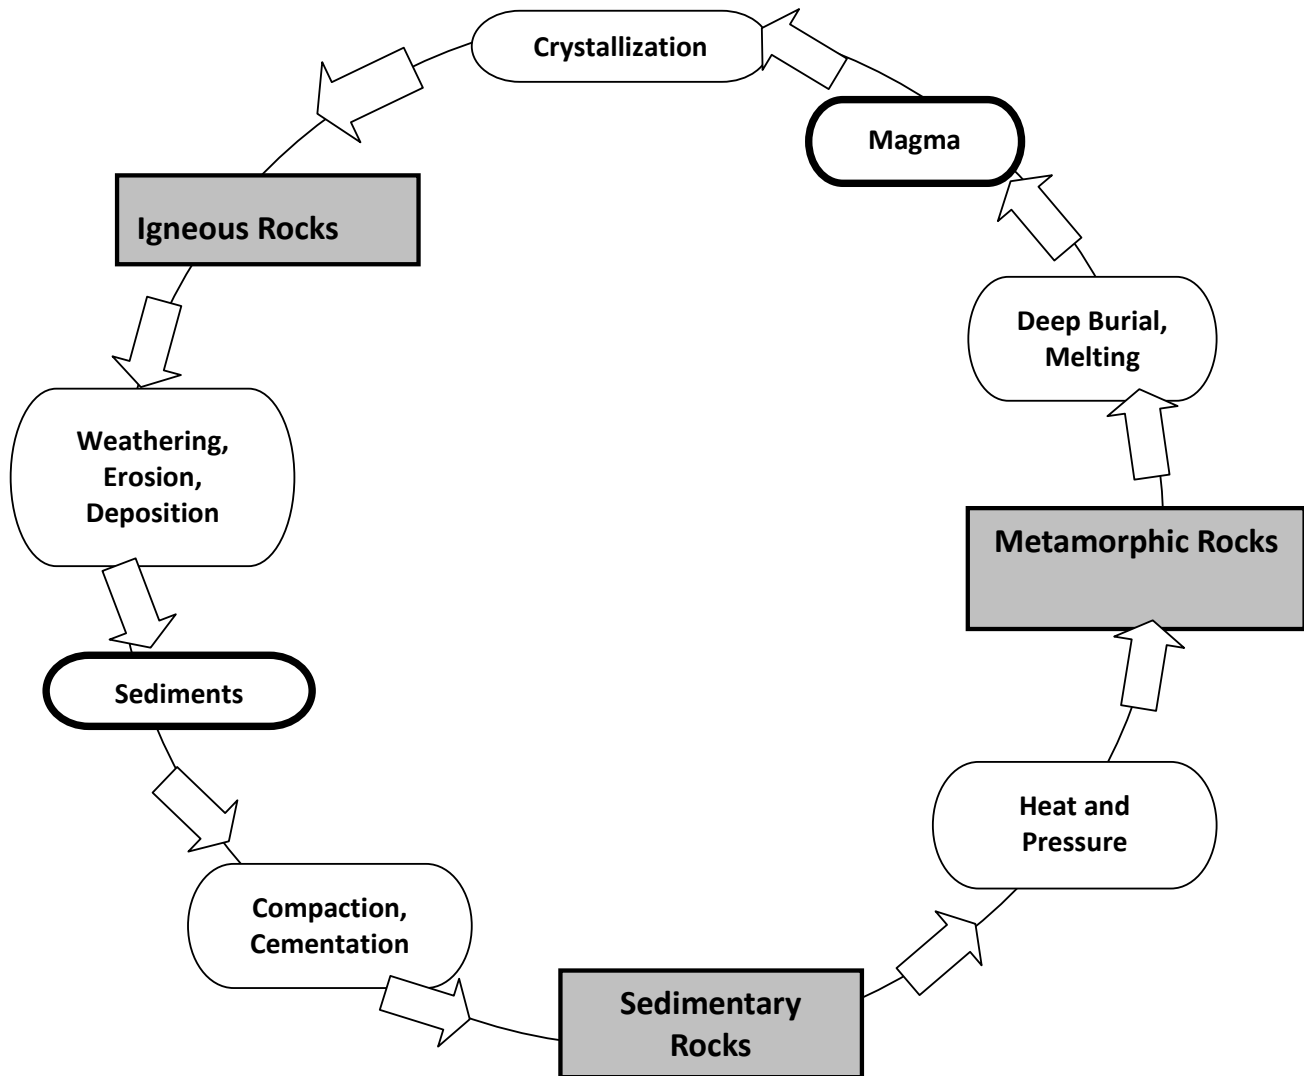 Crystallization
Magma
Igneous Rocks
Deep Burial,
Melting
Weathering,
Erosion,
Deposition
Metamorphic Rocks
Sediments
Heat and
Pressure
Compaction,
Cementation
Sedimentary
Rocks